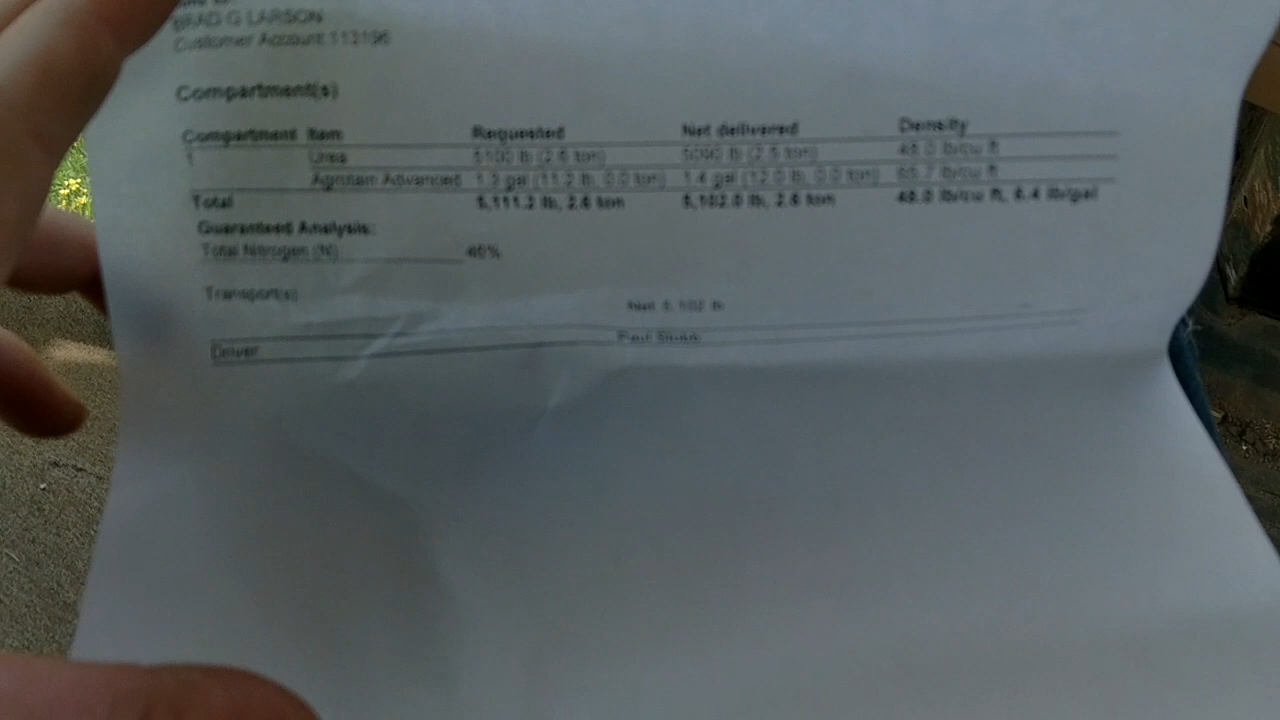 BRAD G LARSON
Customer Account 113196
Compartment(s)
Compartment Item Requested Net delivered Density
1 Urea 5100 lb (2.6 ton) 5090 lb (2.5 ton) 48.0 lb/cu ft
Agrotain Advanced 1.3 gal (11.2 lb, 0.0 ton) 1.4 gal (12.0 lb, 0.0 ton) 65.7 lb/cu ft
Total 5,111.2 lb, 2.6 ton 5,102.0 lb, 2.6 ton 48.0 lb/cu ft, 6.4 lb/gal
Guaranteed Analysis:
Total Nitrogen (N) 46%
Transport(s)
Net 5,102 lb
Driver Paul